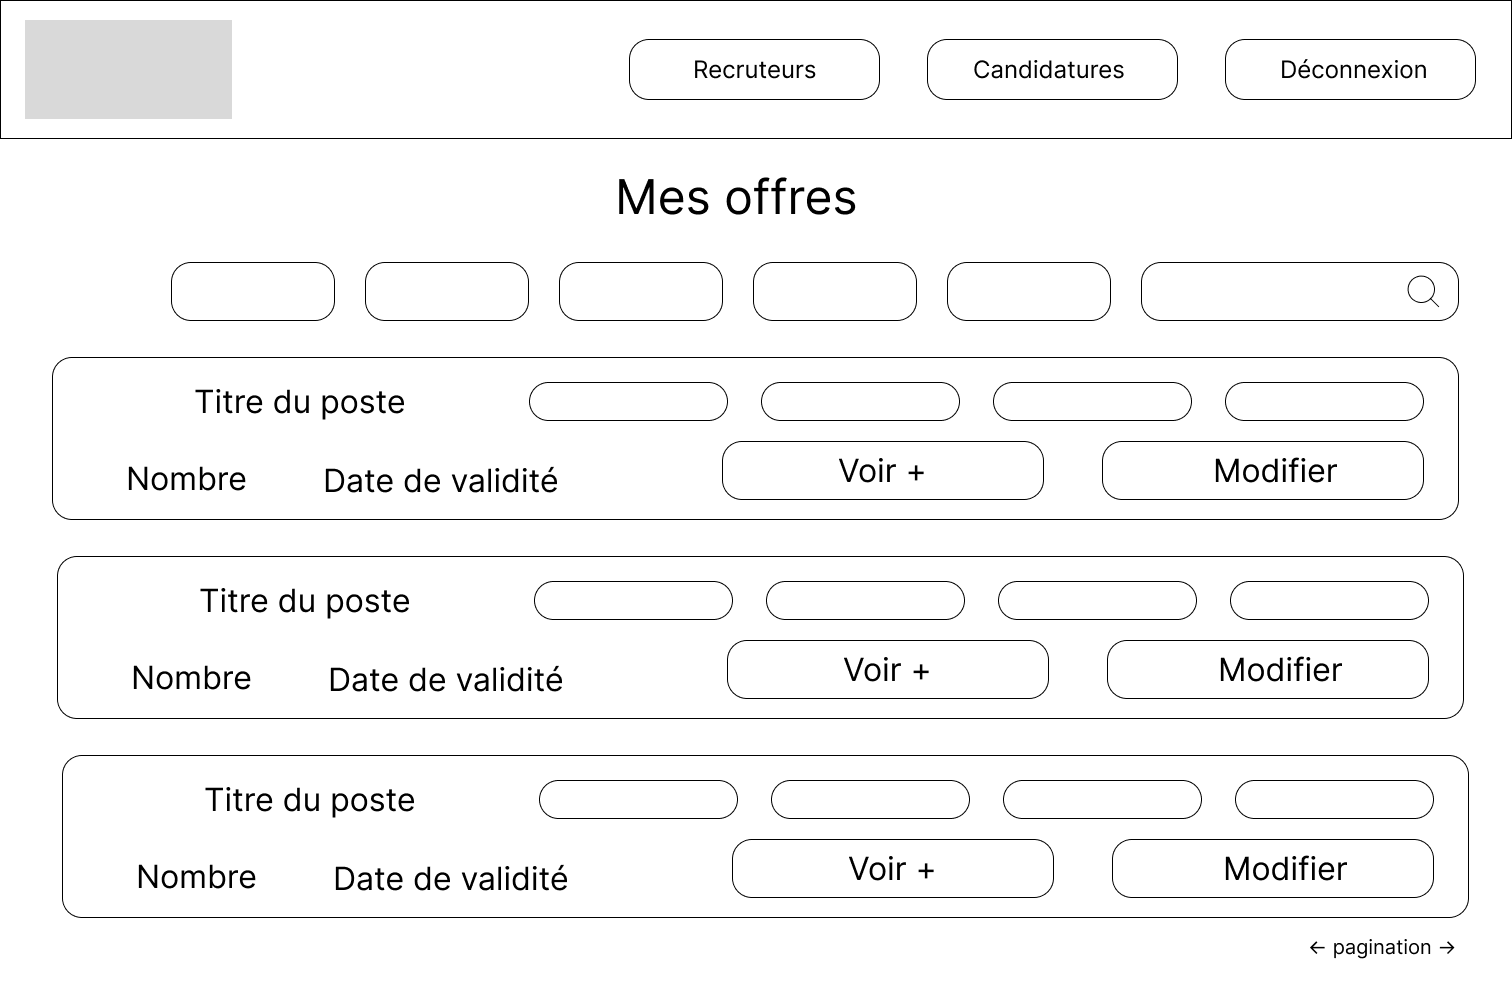 Recruteurs
Candidatures
Déconnexion
Mes offres
Titre du poste
Nombre
Date de validité
Voir +
Modifier
Titre du poste
Nombre
Date de validité
Voir +
Modifier
Titre du poste
Nombre
Date de validité
Voir +
Modifier
← pagination →